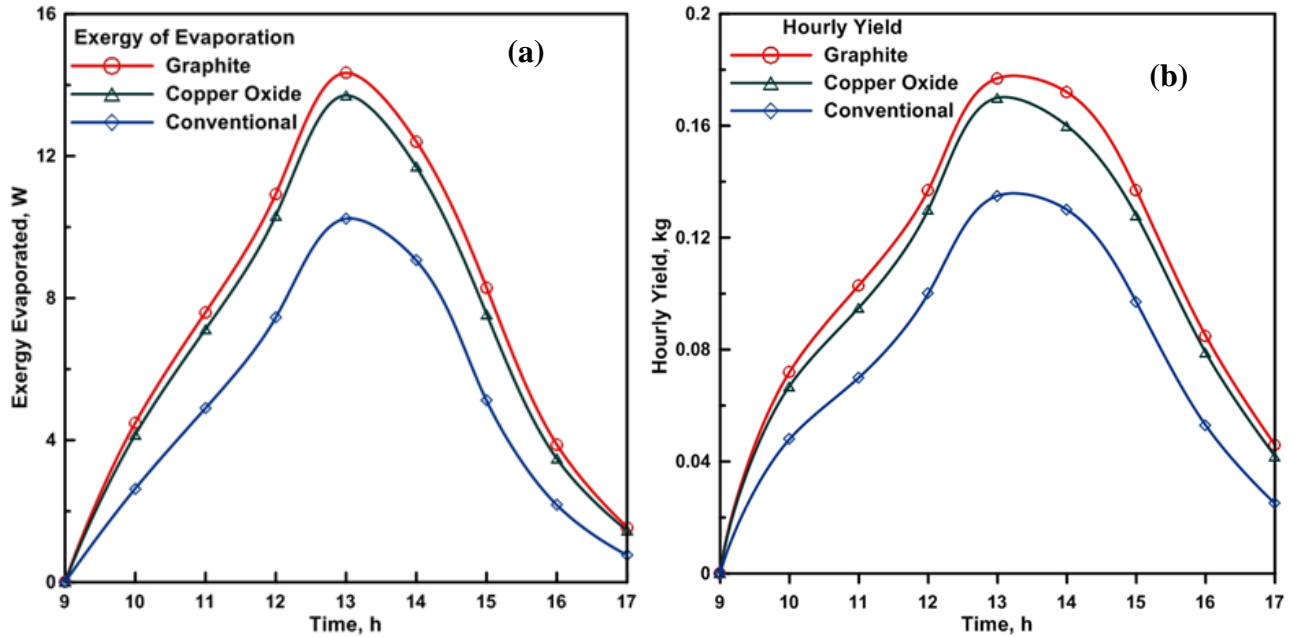 Exergy of Evaporation
Graphite
Copper Oxide
Conventional
(a)
Exergy Evaporated, W
16
12
8
4
0
9 10 11 12 13 14 15 16 17
Time, h
Hourly Yield
Graphite
Copper Oxide
Conventional
(b)
Hourly Yield, kg
0.2
0.16
0.12
0.08
0.04
0
9 10 11 12 13 14 15 16 17
Time, h